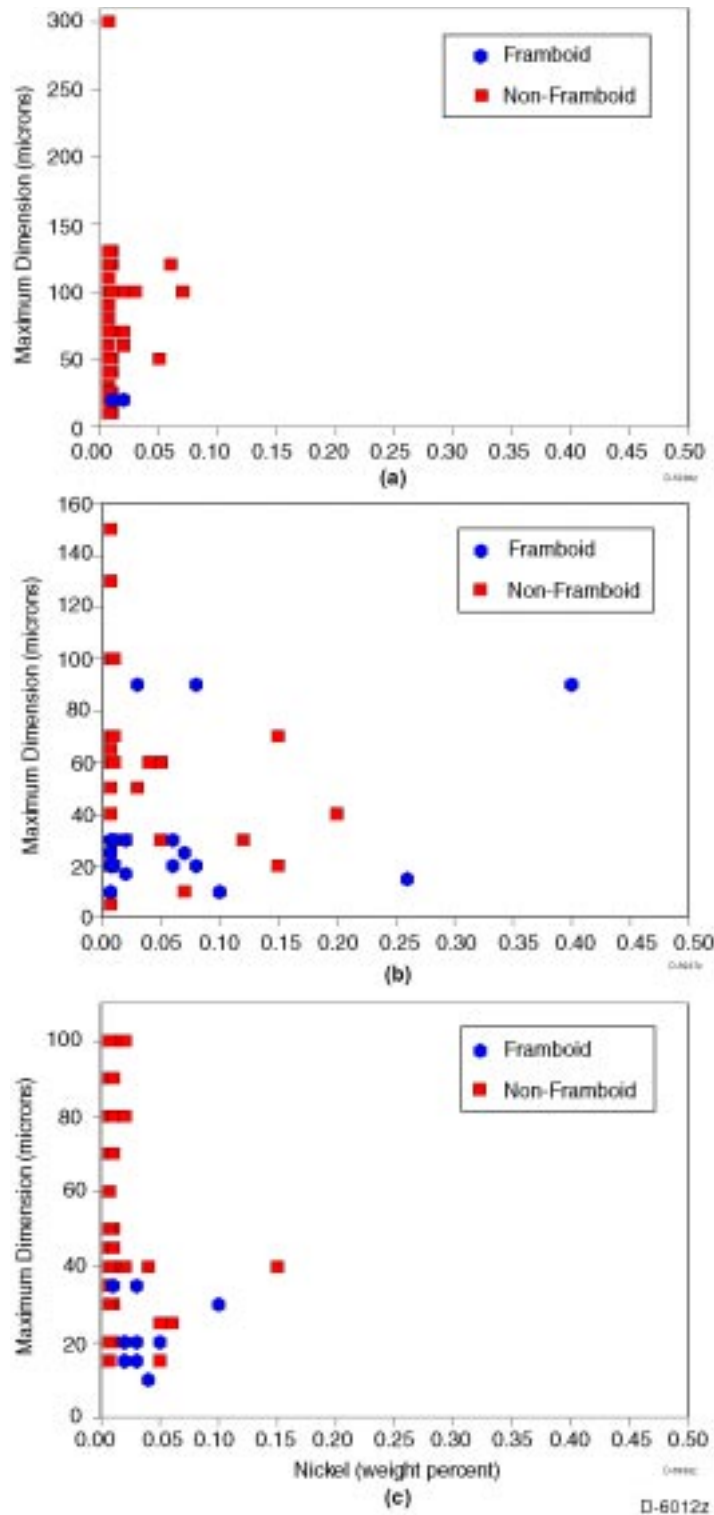 Maximum Dimension (microns)
300
250
200
150
100
50
0
Framboid
Non-Framboid
0.00 0.05 0.10 0.15 0.20 0.25 0.30 0.35 0.40 0.45 0.50
(a)
Maximum Dimension (microns)
160
140
120
100
80
60
40
20
0
Framboid
Non-Framboid
0.00 0.05 0.10 0.15 0.20 0.25 0.30 0.35 0.40 0.45 0.50
(b)
Maximum Dimension (microns)
100
80
60
40
20
0
Framboid
Non-Framboid
0.00 0.05 0.10 0.15 0.20 0.25 0.30 0.35 0.40 0.45 0.50
Nickel (weight percent)
(c)
D-6012z